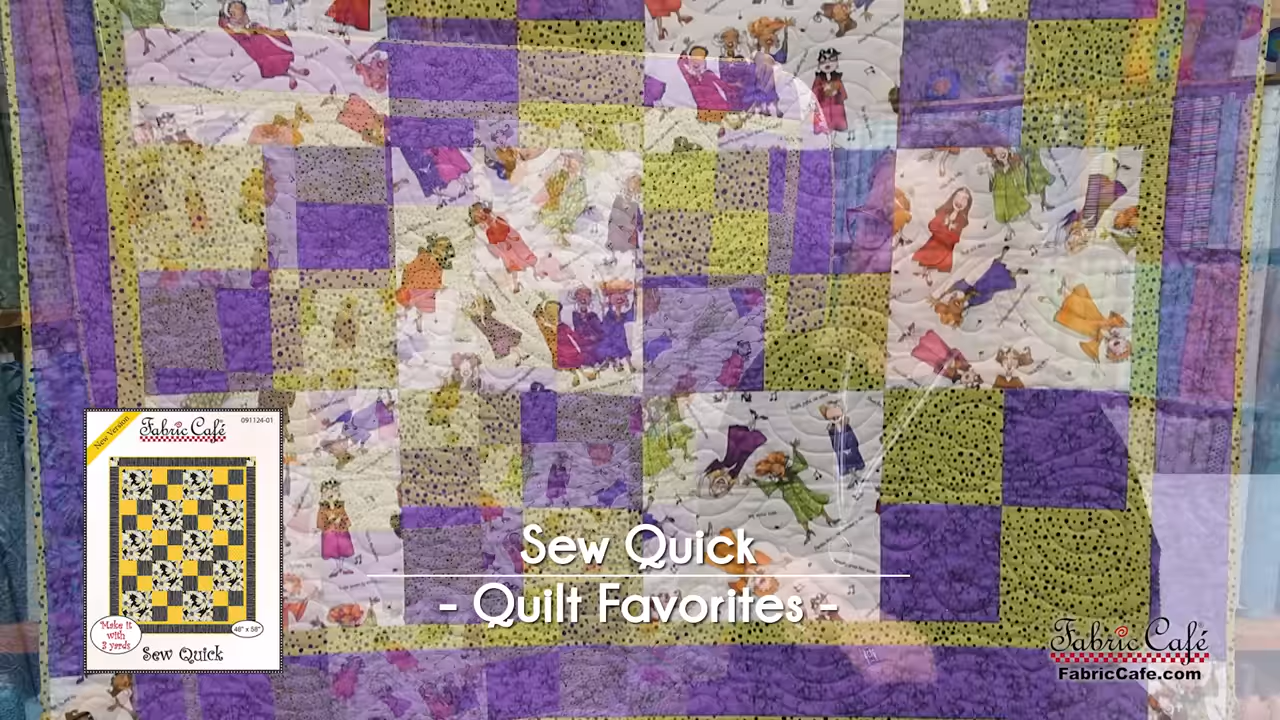 New Version
Fabric Café
091124-01
"Make it
with
3 yards"
48" x 58"
Sew Quick
Sew Quick
- Quilt Favorites -
Fabric Café
FabricCafe.com